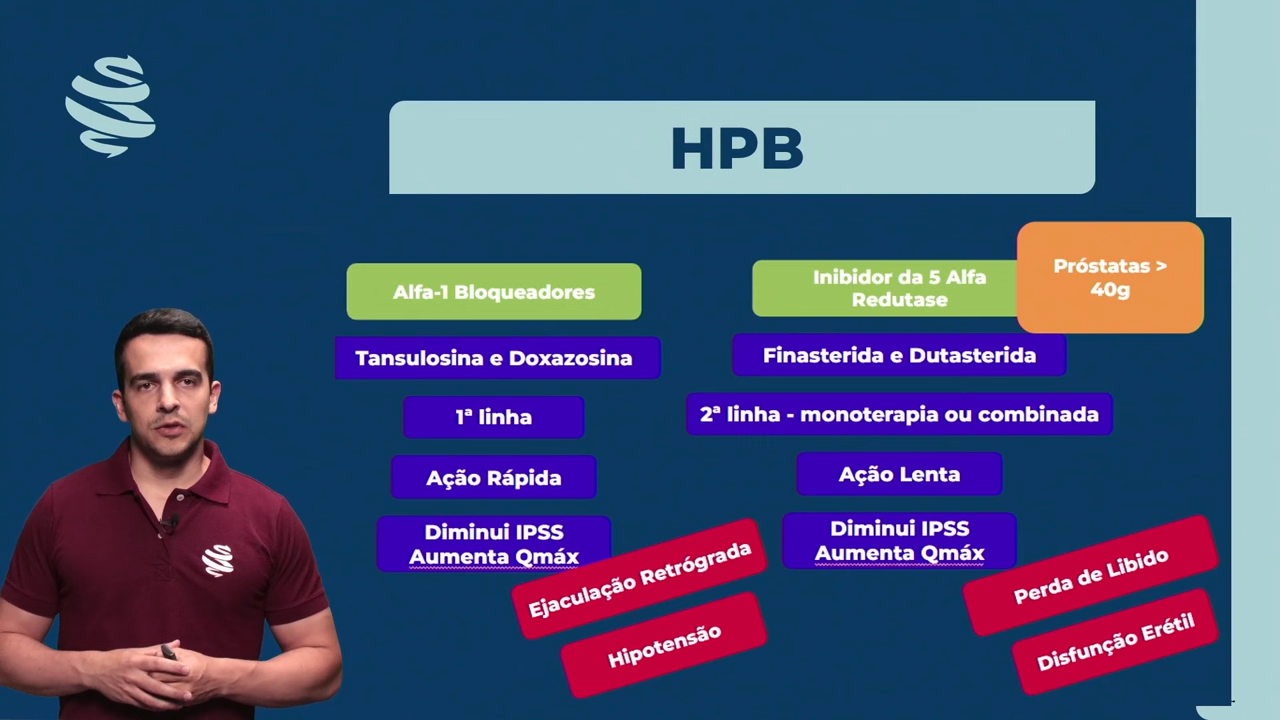 HPB
Alfa-1 Bloqueadores
Tansulosina e Doxazosina
1ª linha
Ação Rápida
Diminui IPSS
Aumenta Qmáx
Ejaculação Retrógrada
Hipotensão
Inibidor da 5 Alfa
Redutase
Próstatas >
40g
Finasterida e Dutasterida
2ª linha - monoterapia ou combinada
Ação Lenta
Diminui IPSS
Aumenta Qmáx
Perda de Libido
Disfunção Erétil